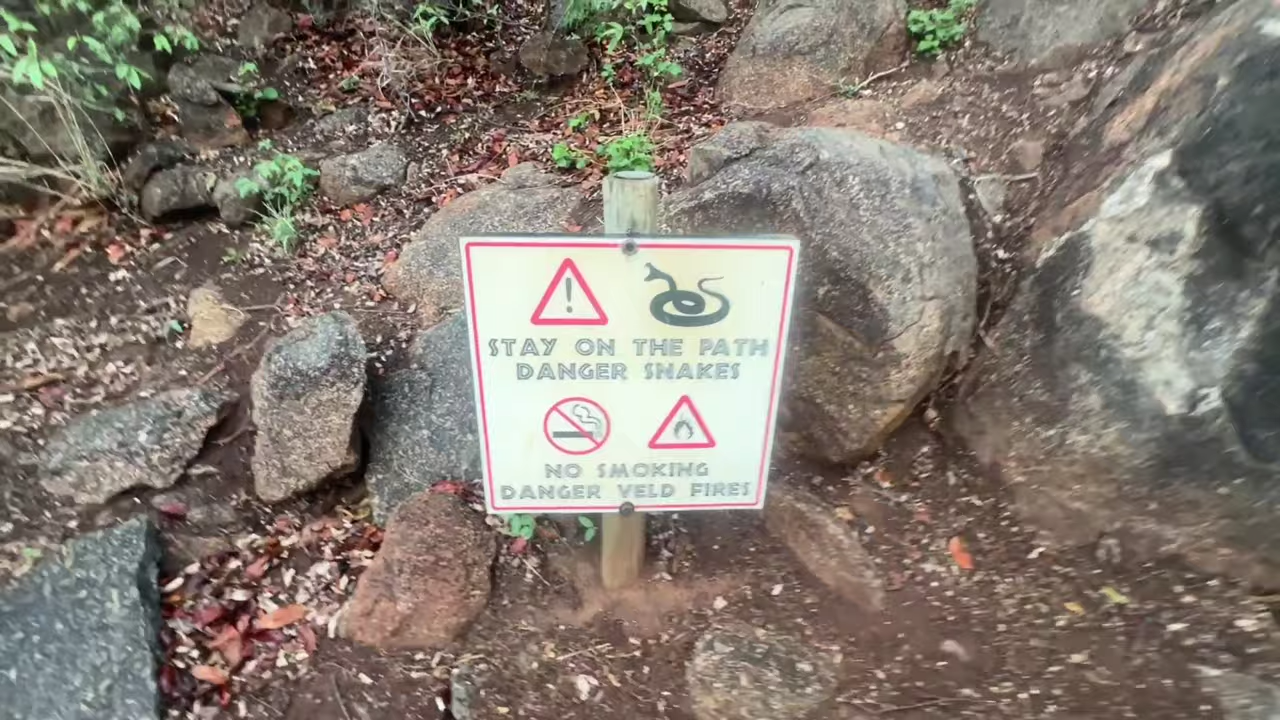 STAY ON THE PATH
DANGER SNAKES
NO SMOKING
DANGER VELD FIRES